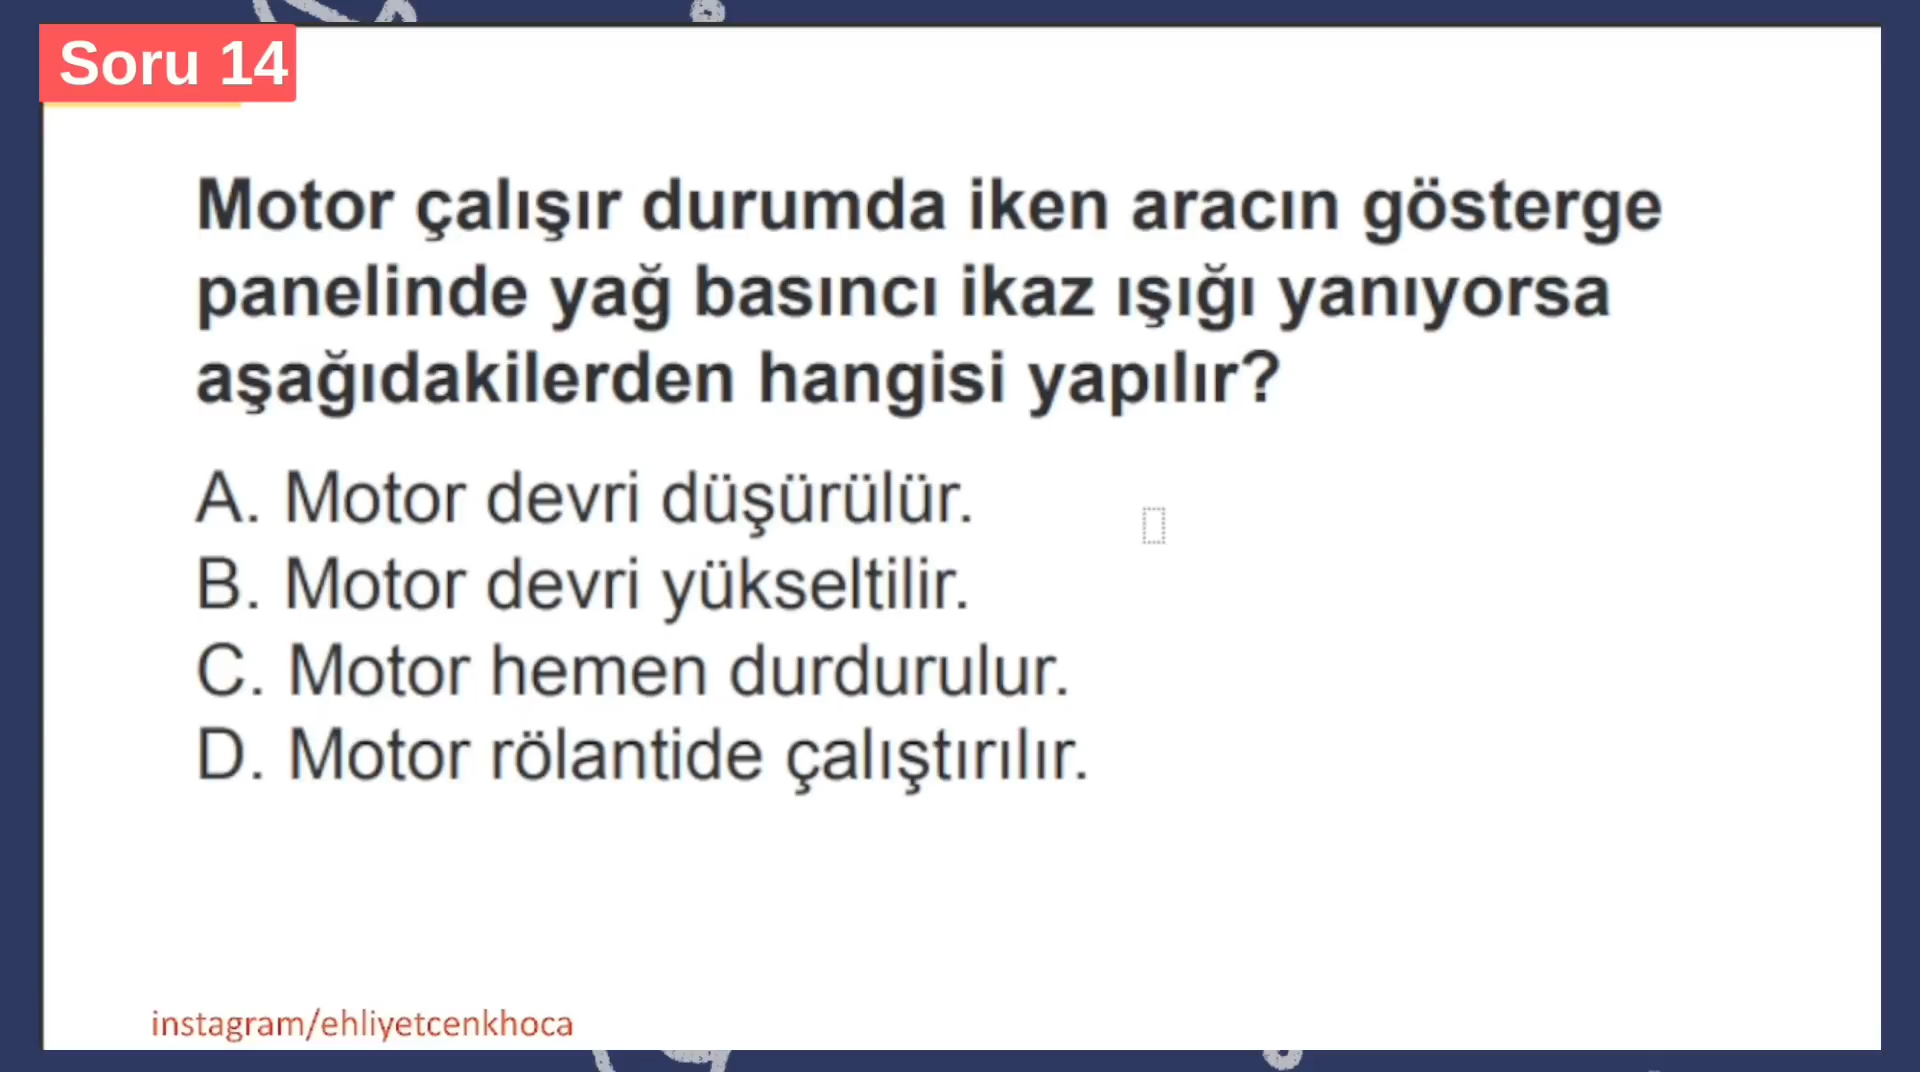 Soru 14
Motor çalışır durumda iken aracın gösterge
panelinde yağ basıncı ikaz ışığı yanıyorsa
aşağıdakilerden hangisi yapılır?
A. Motor devri düşürülür.
B. Motor devri yükseltilir.
C. Motor hemen durdurulur.
D. Motor rölantide çalıştırılır.
instagram/ehliyetcenkhoca